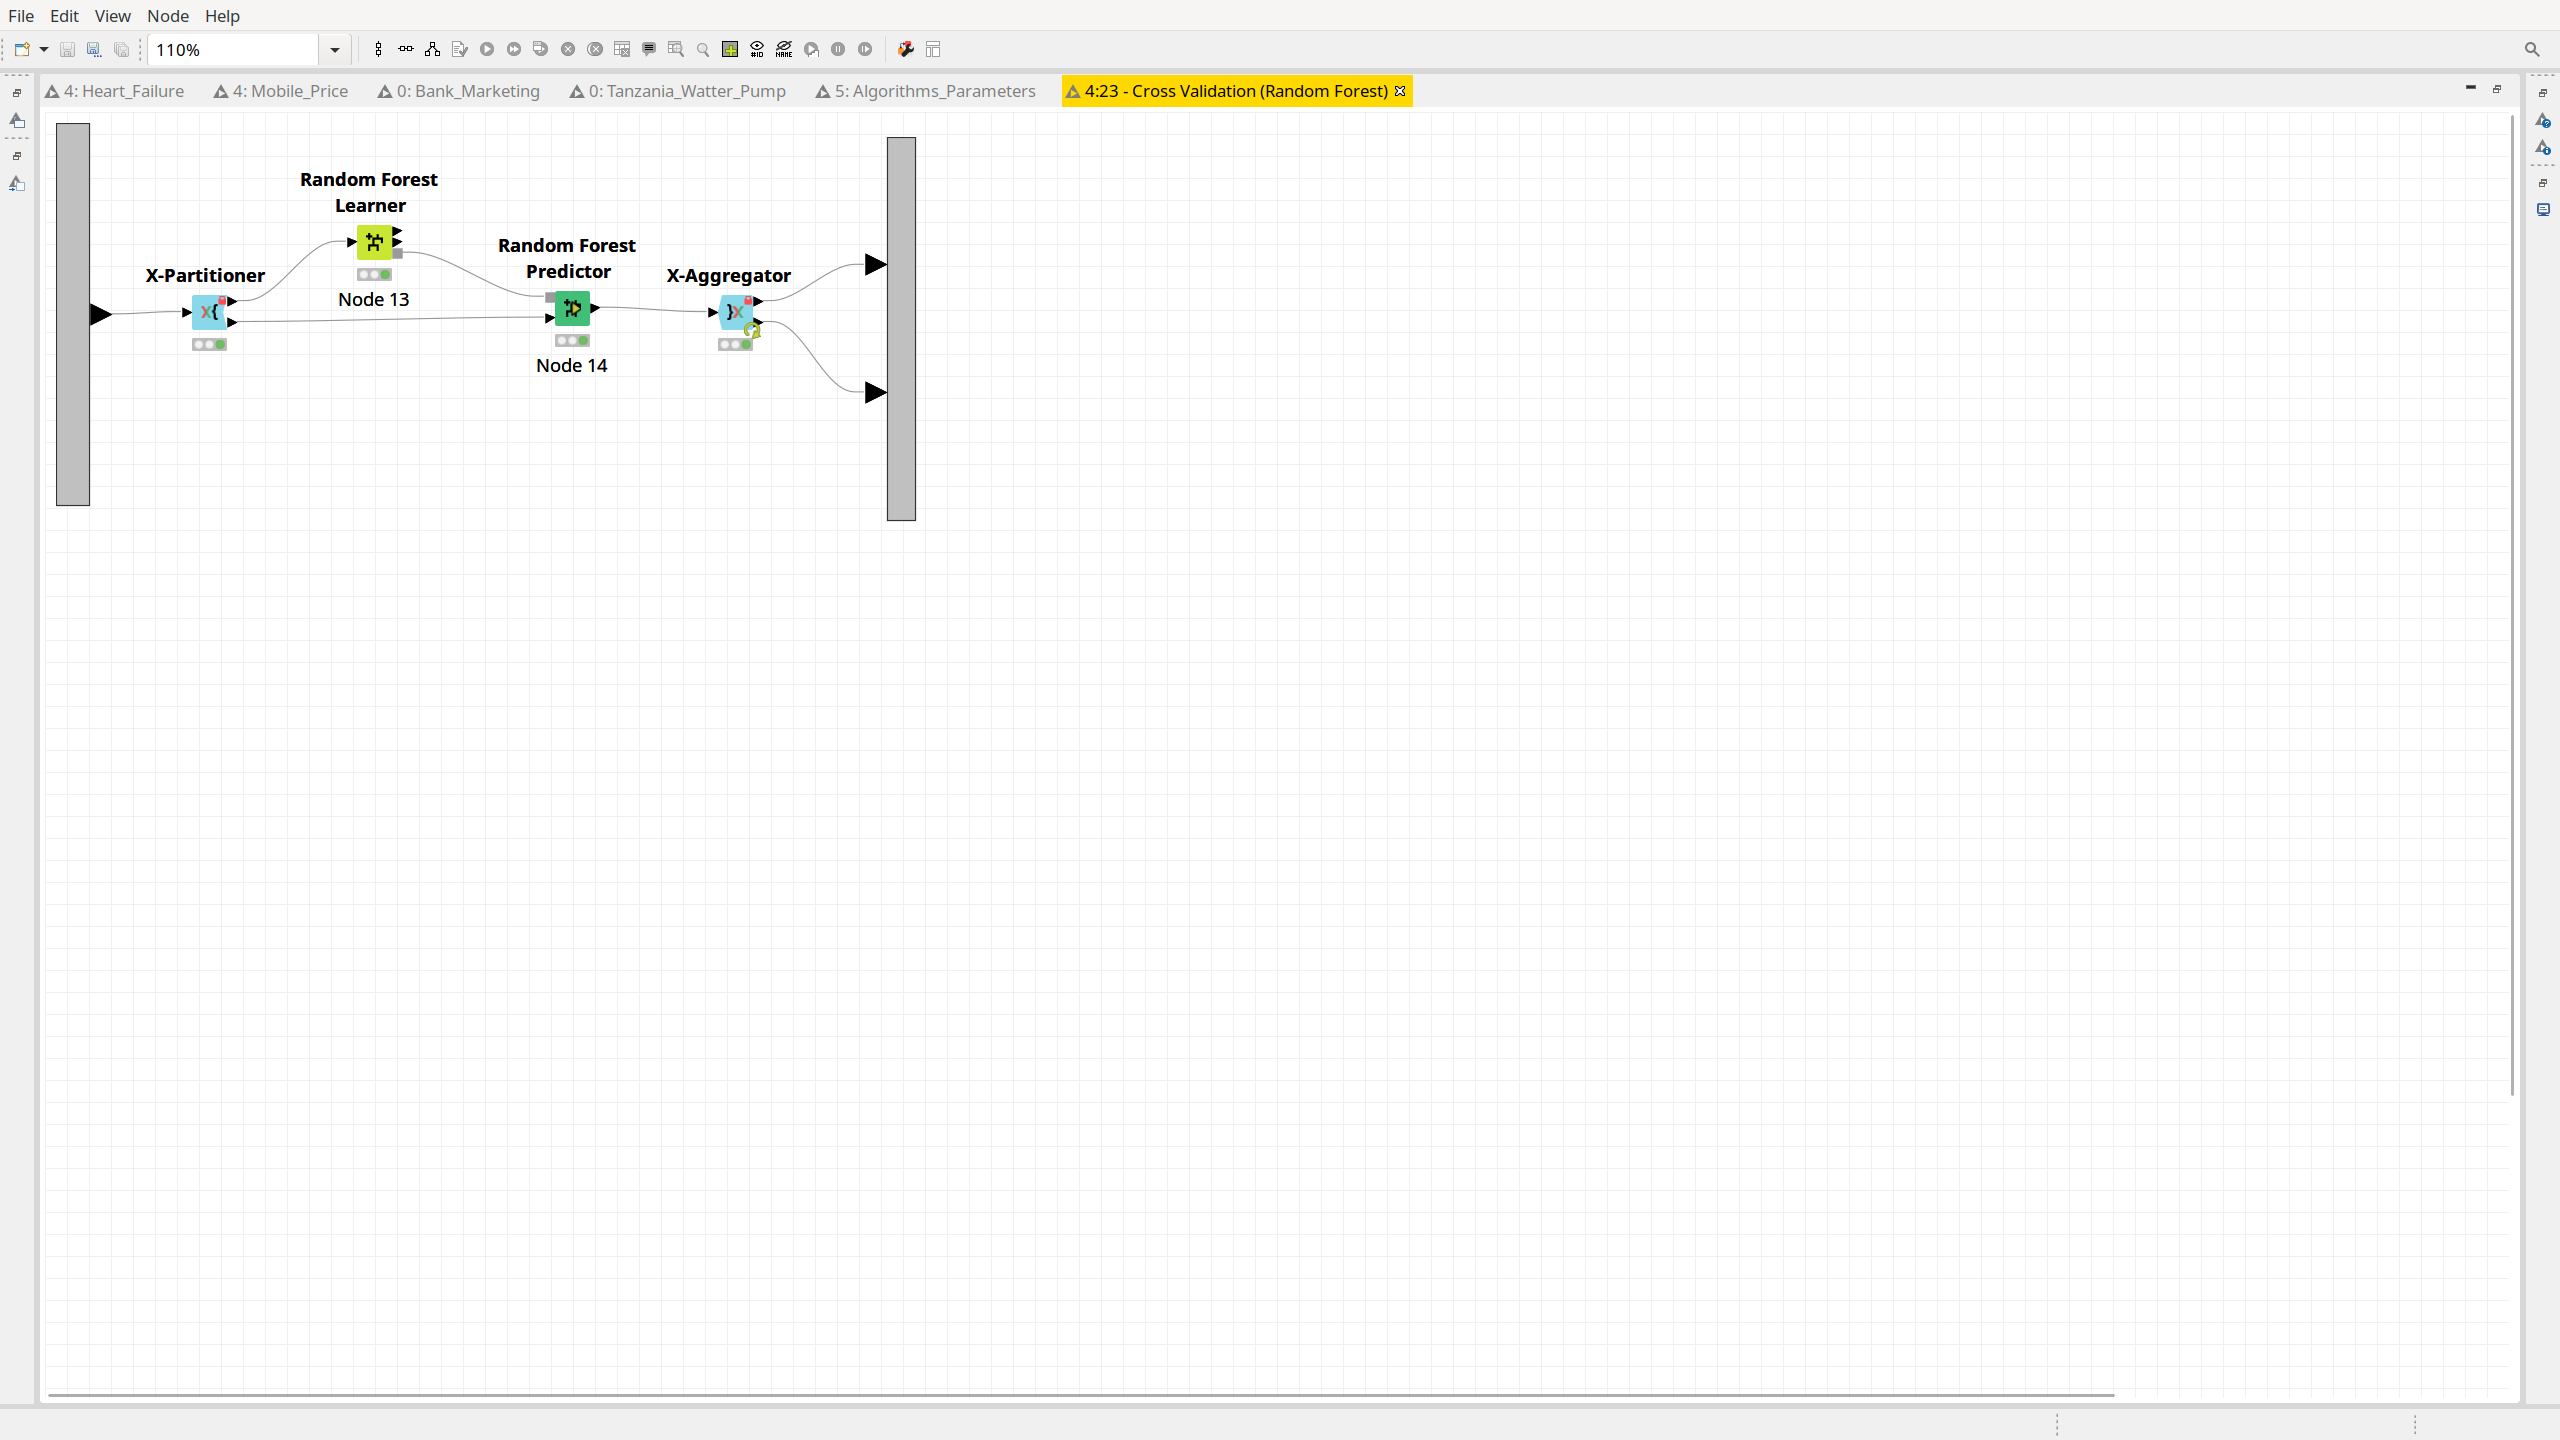 File Edit View Node Help
110%
4: Heart_Failure 4: Mobile_Price 0: Bank_Marketing 0: Tanzania_Watter_Pump 5: Algorithms_Parameters 4:23 - Cross Validation (Random Forest)
Random Forest
Learner
Node 13
X-Partitioner
X{
Random Forest
Predictor
Node 14
X-Aggregator
}X